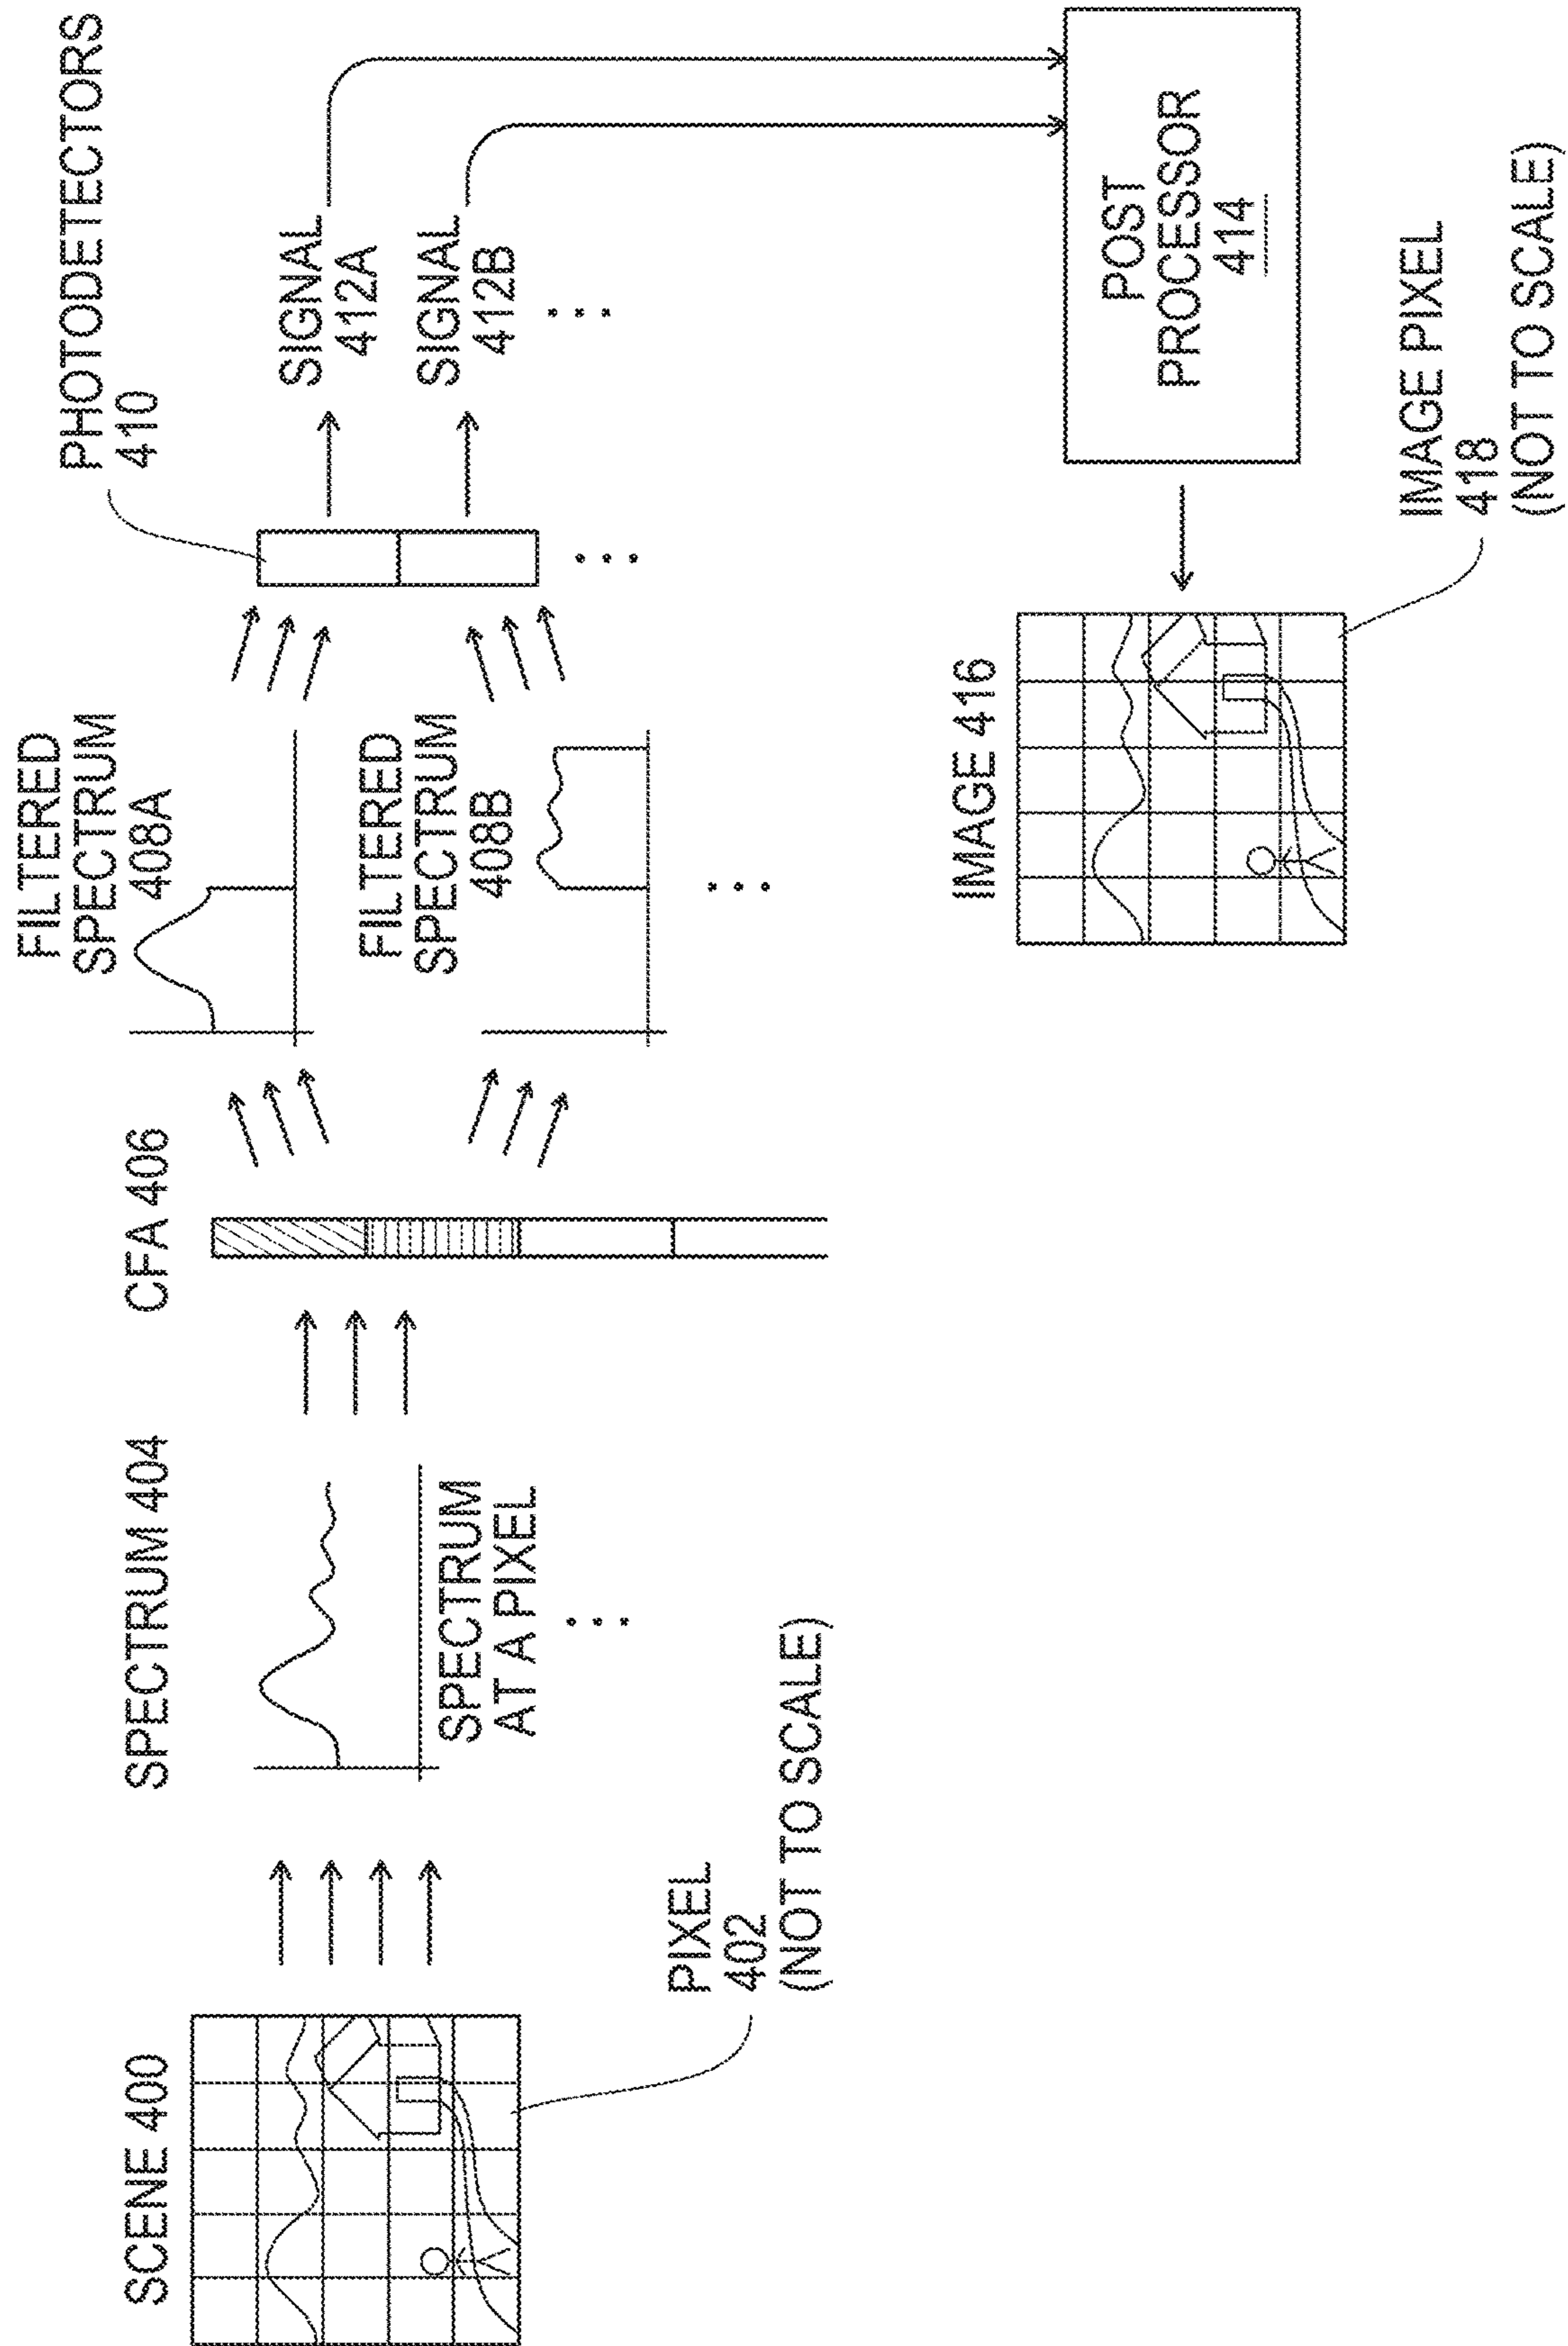 SCENE 400
PIXEL
402
(NOT TO SCALE)
SPECTRUM 404
SPECTRUM
AT A PIXEL
CFA 406
FILTERED
SPECTRUM
408A
FILTERED
SPECTRUM
408B
PHOTODETECTORS
410
SIGNAL
412A
SIGNAL
412B
POST
PROCESSOR
414
IMAGE 416
IMAGE PIXEL
418
(NOT TO SCALE)